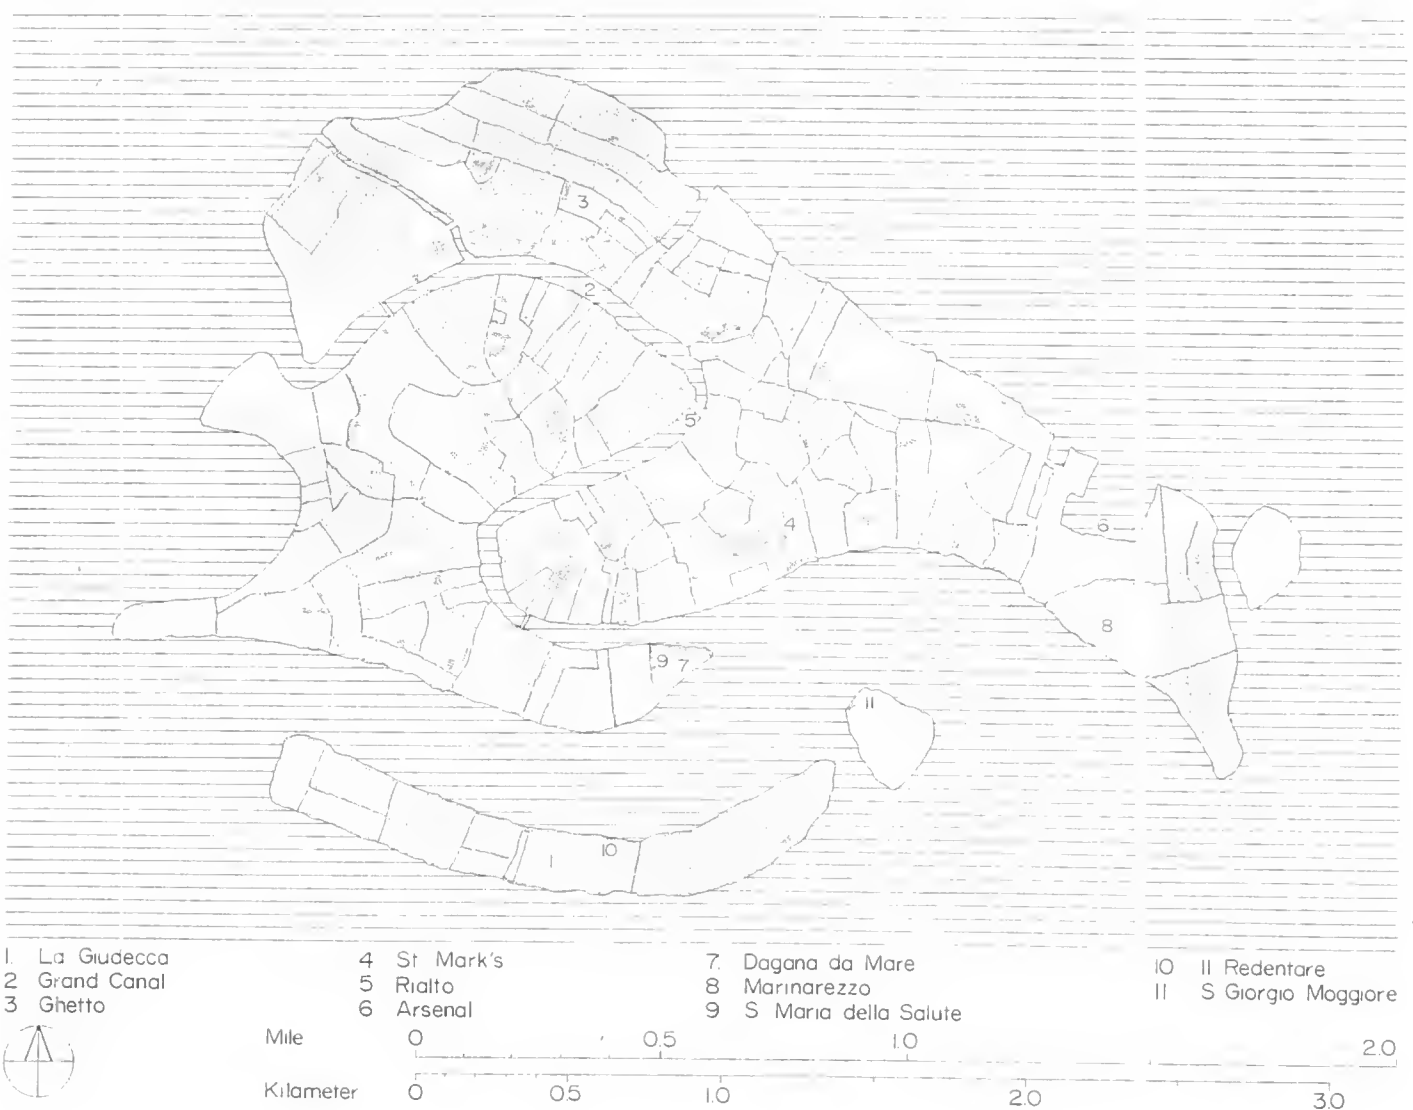 3
2
5
4
6
8
9 7
11
1
10
1. La Giudecca
2 Grand Canal
3 Ghetto
4 St Mark's
5 Rialto
6 Arsenal
7. Dagana da Mare
8 Marinarezzo
9 S Maria della Salute
10 Il Redentare
11 S Giorgio Moggiore
Mile 0 0.5 1.0 2.0
Kilameter 0 0.5 1.0 2.0 3.0